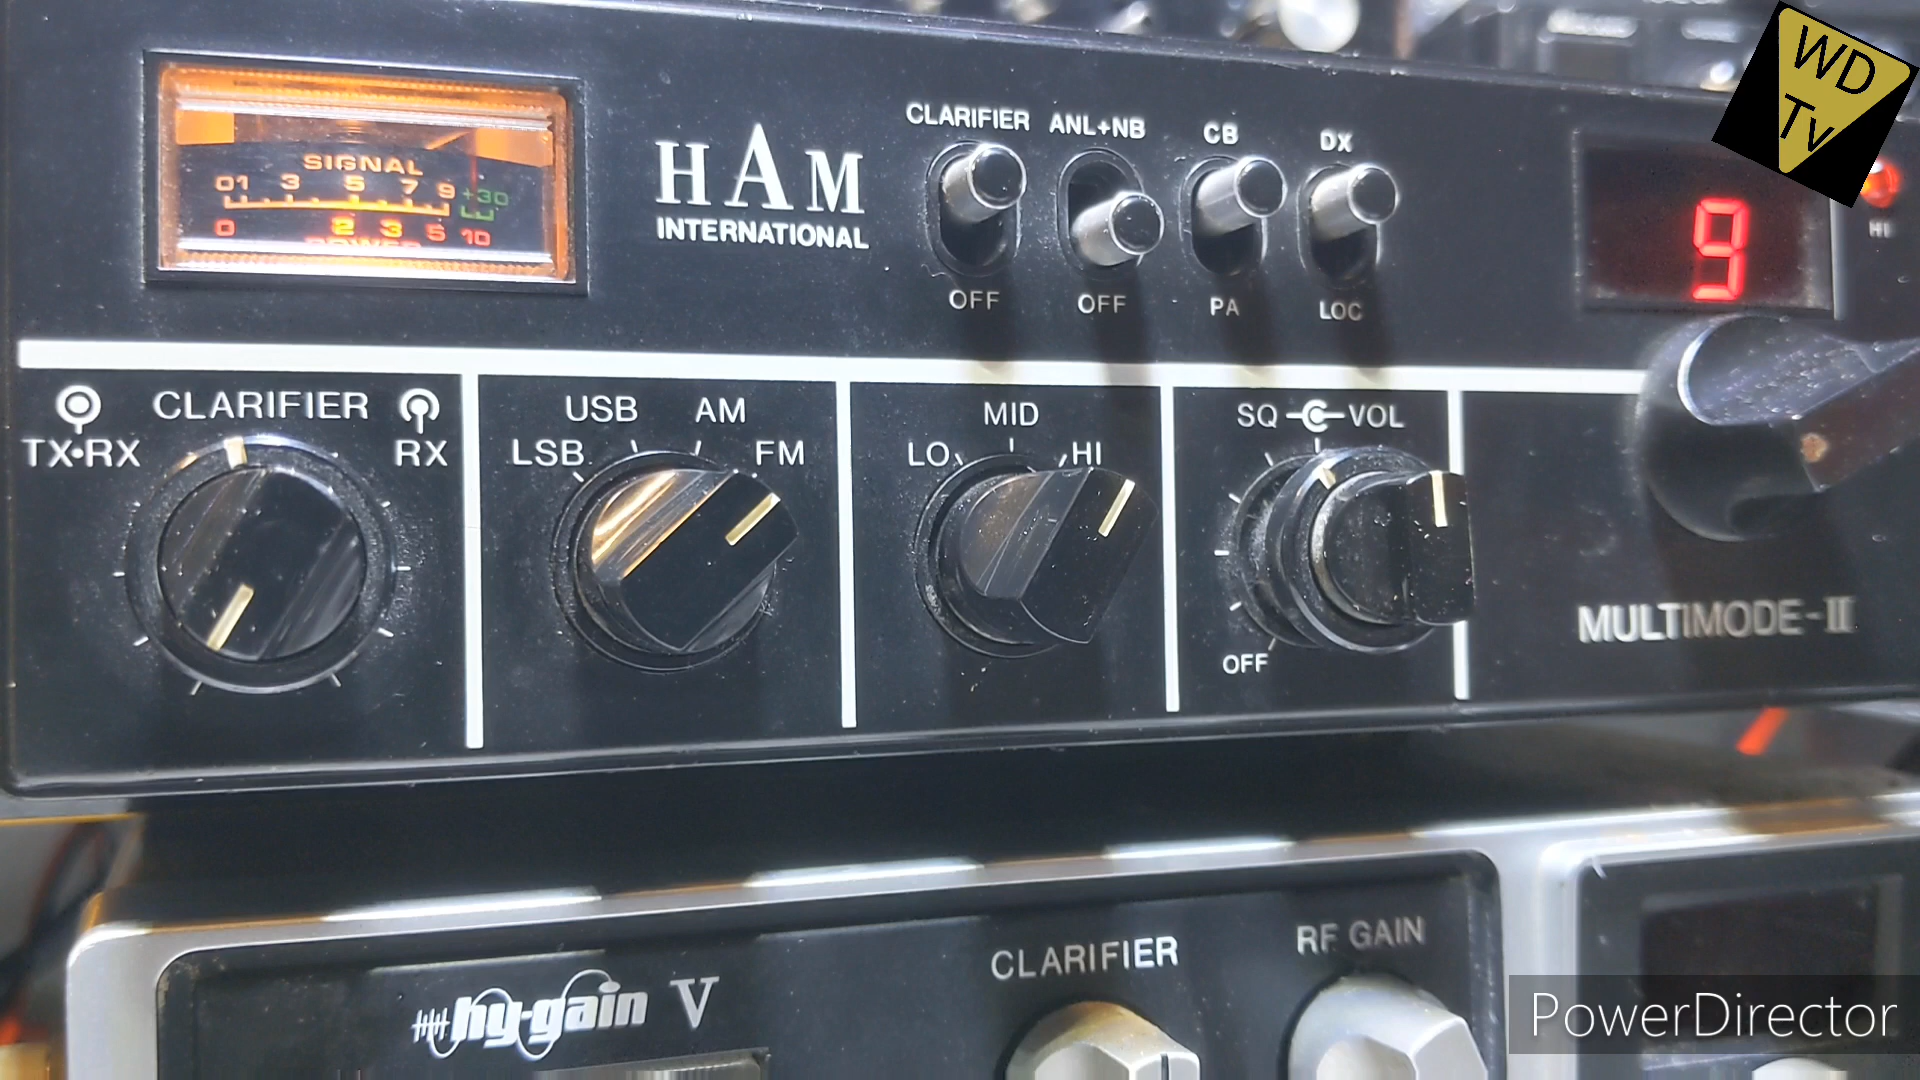 WD
TV
SIGNAL
01 3 5 7 9 +30
0 2 3 5 10
POWER
HAM
INTERNATIONAL
CLARIFIER ANL+NB CB DX
OFF OFF PA LOC
9
HI
TX•RX CLARIFIER RX
LSB USB AM FM
LO MID HI
SQ VOL
OFF
MULTIMODE-II
hy-gain V
CLARIFIER
RF GAIN
PowerDirector